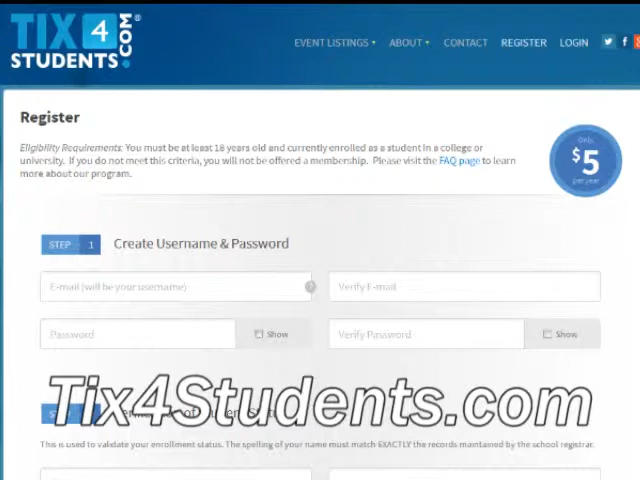 TIX 4
STUDENTS.COM®
EVENT LISTINGS ABOUT CONTACT REGISTER LOGIN
Register
Eligibility Requirements: You must be at least 18 years old and currently enrolled as a student in a college or
university. If you do not meet this criteria, you will not be offered a membership. Please visit the FAQ page to learn
more about our program.
Only
$5
per year
STEP 1 Create Username & Password
E-mail (will be your username) ? Verify E-mail
Password Show Verify Password Show
Tix4Students.com
This is used to validate your enrollment status. The spelling of your name must match EXACTLY the records maintained by the school registrar.